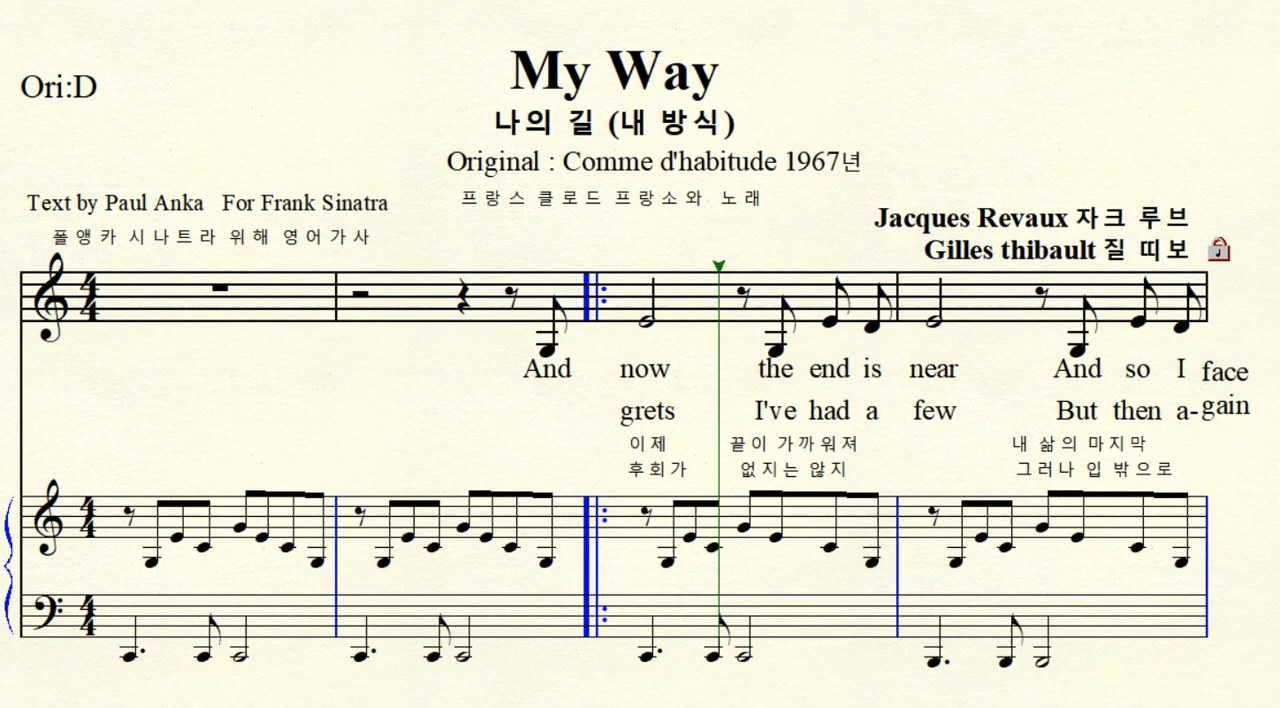 My Way
Ori:D
나의 길 (내 방식)
Original : Comme d'habitude 1967년
Text by Paul Anka For Frank Sinatra
프랑스 클로드 프랑소와 노래
폴앵카 시나트라 위해 영어가사
Jacques Revaux 자크 루브
Gilles thibault 질 띠보
And now the end is near And so I face
grets I've had a few But then a-gain
이제 끝이 가까워져 내 삶의 마지막
후회가 없지는 않지 그러나 입 밖으로